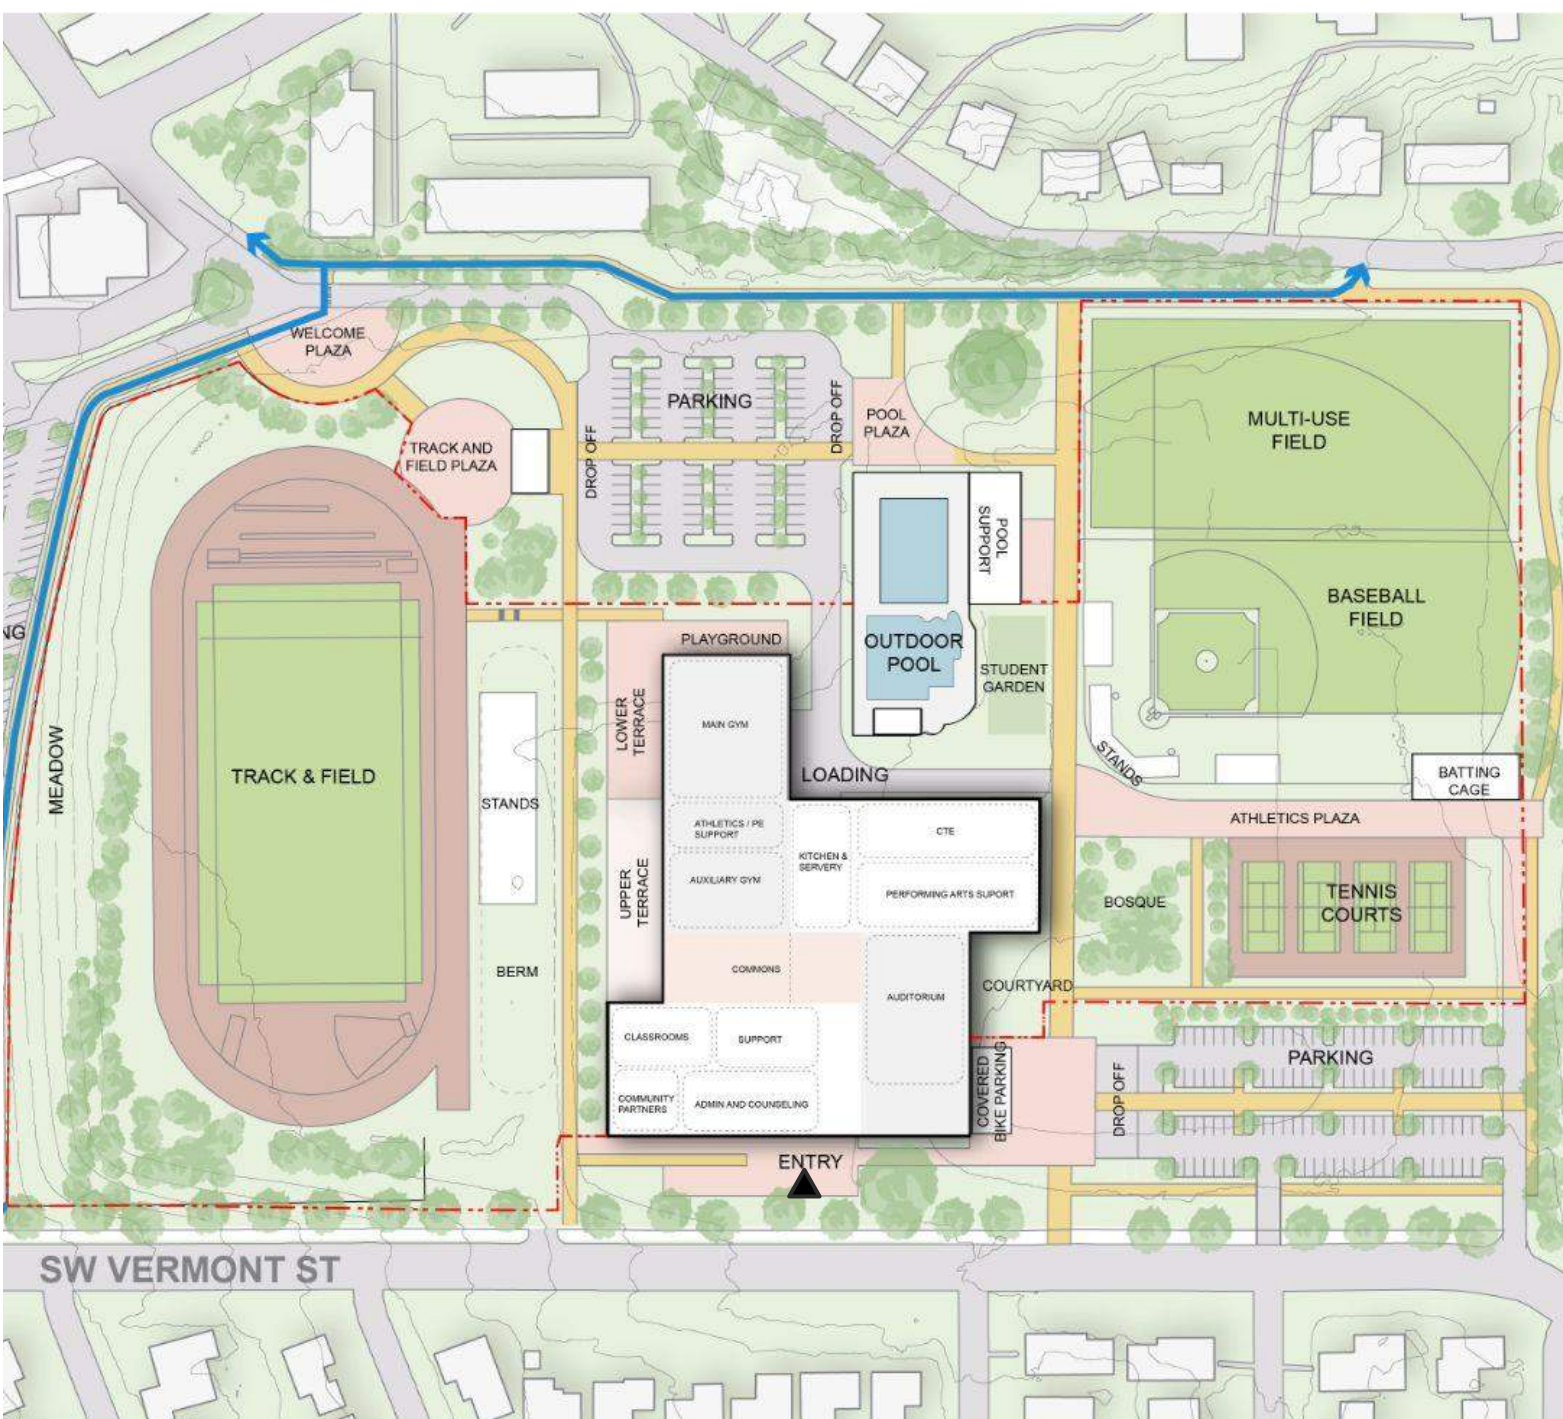 WELCOME
PLAZA
PARKING
DROP OFF
DROP OFF
POOL
PLAZA
MULTI-USE
FIELD
TRACK AND
FIELD PLAZA
POOL
SUPPORT
BASEBALL
FIELD
NG
PLAYGROUND
OUTDOOR
POOL
STUDENT
GARDEN
LOWER
TERRACE
MAIN GYM
MEADOW
TRACK & FIELD
STANDS
LOADING
STANDS
BATTING
CAGE
ATHLETICS PLAZA
ATHLETICS / PE
SUPPORT
KITCHEN &
SERVERY
CTE
AUXILIARY GYM
PERFORMING ARTS SUPORT
UPPER
TERRACE
BOSQUE
TENNIS
COURTS
BERM
COMMONS
AUDITORIUM
COURTYARD
CLASSROOMS
SUPPORT
COVERED
BIKE PARKING
PARKING
DROP OFF
COMMUNITY
PARTNERS
ADMIN AND COUNSELING
ENTRY
SW VERMONT ST